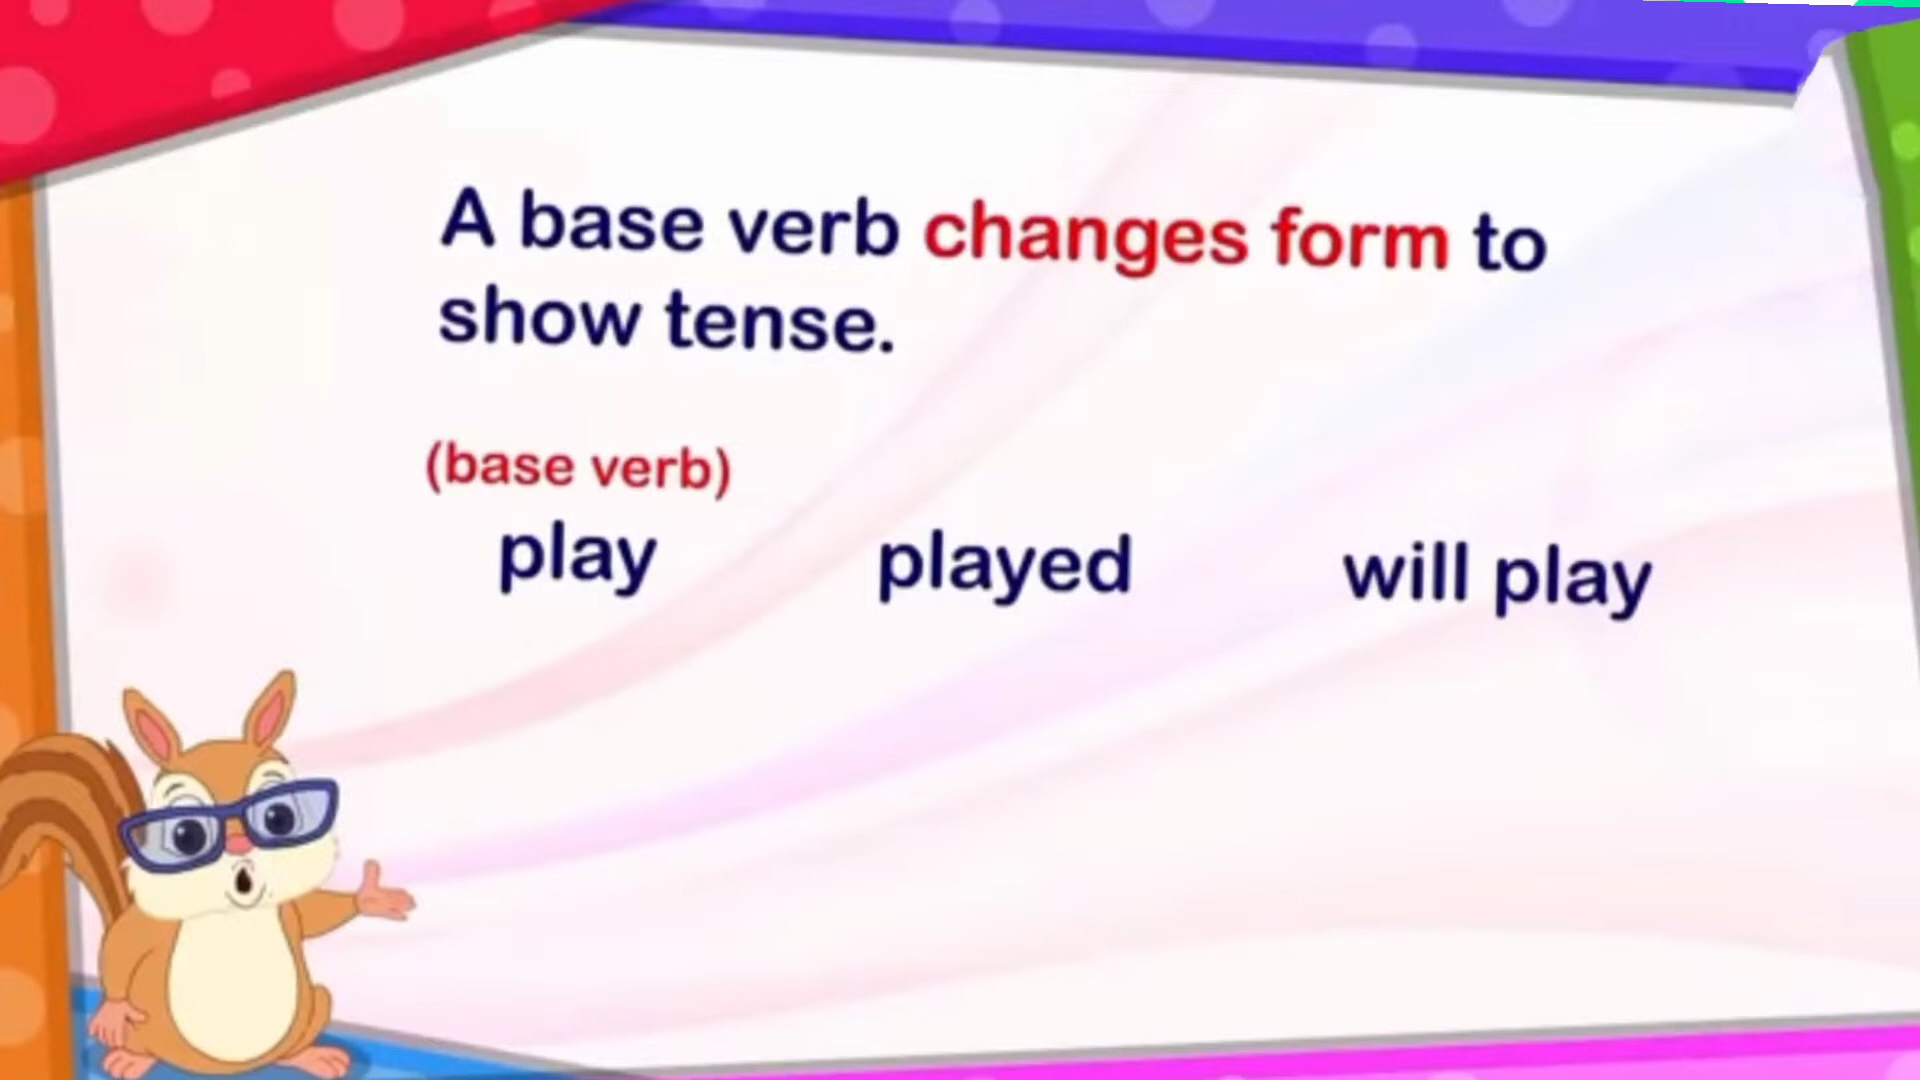 A base verb changes form to
show tense.
(base verb)
play played will play